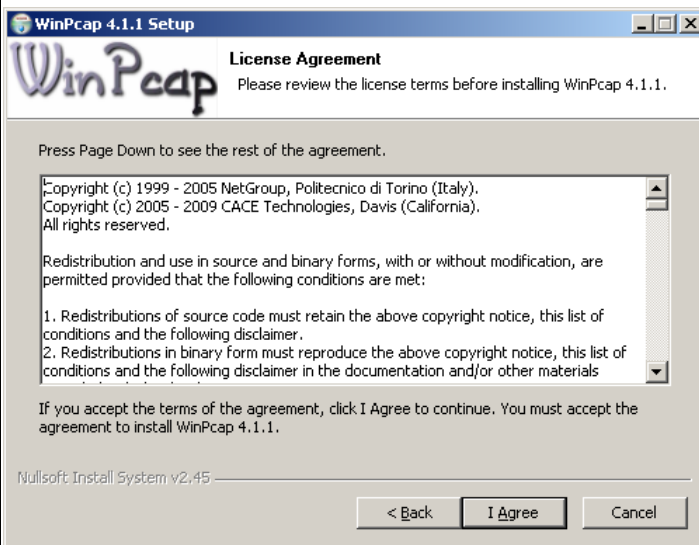 WinPcap 4.1.1 Setup
WinPcap
License Agreement
Please review the license terms before installing WinPcap 4.1.1.
Press Page Down to see the rest of the agreement.
Copyright (c) 1999 - 2005 NetGroup, Politecnico di Torino (Italy).
Copyright (c) 2005 - 2009 CACE Technologies, Davis (California).
All rights reserved.
Redistribution and use in source and binary forms, with or without modification, are
permitted provided that the following conditions are met:
1. Redistributions of source code must retain the above copyright notice, this list of
conditions and the following disclaimer.
2. Redistributions in binary form must reproduce the above copyright notice, this list of
conditions and the following disclaimer in the documentation and/or other materials
If you accept the terms of the agreement, click I Agree to continue. You must accept the
agreement to install WinPcap 4.1.1.
Nullsoft Install System v2.45
< Back
I Agree
Cancel